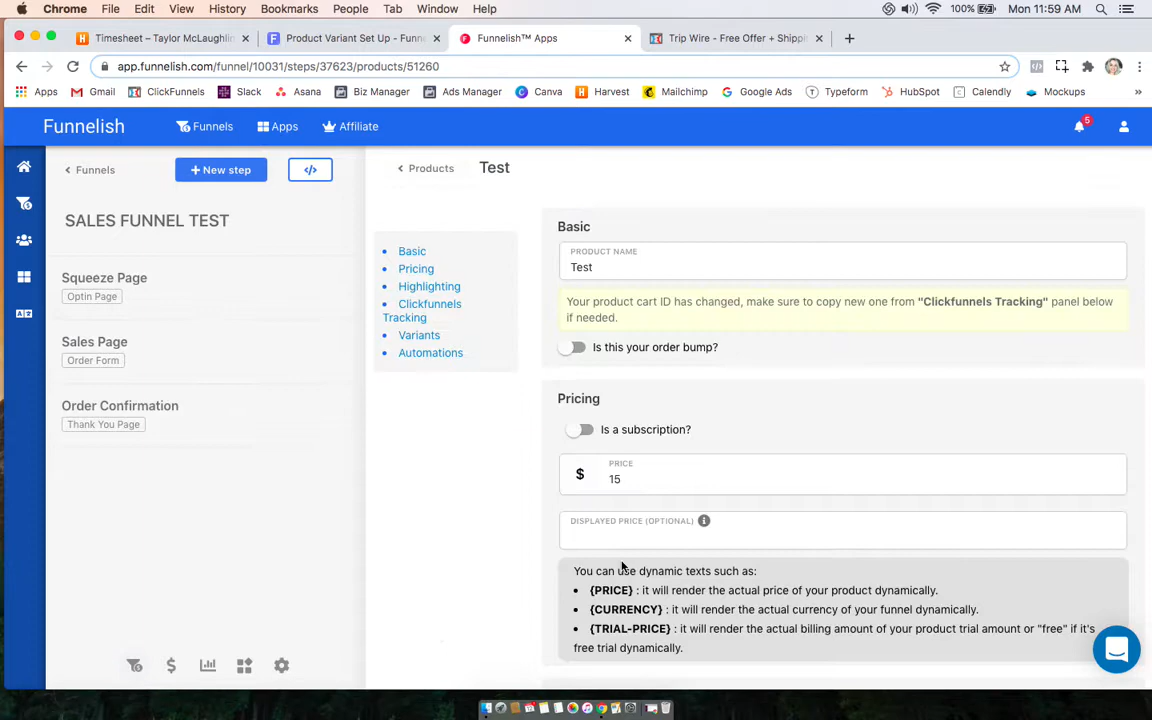 Chrome File Edit View History Bookmarks People Tab Window Help 100% Mon 11:59 AM
Timesheet – Taylor McLaughlin
Product Variant Set Up - Funne
Funnelish™ Apps
Trip Wire - Free Offer + Shippi
app.funnelish.com/funnel/10031/steps/37623/products/51260
Apps Gmail ClickFunnels Slack Asana Biz Manager Ads Manager Canva Harvest Mailchimp Google Ads Typeform HubSpot Calendly Mockups »
Funnelish Funnels Apps Affiliate 5
Funnels
+ New step
</>
SALES FUNNEL TEST
Squeeze Page
Optin Page
Sales Page
Order Form
Order Confirmation
Thank You Page
Products
Test
Basic
Pricing
Highlighting
Clickfunnels
Tracking
Variants
Automations
Basic
PRODUCT NAME
Test
Your product cart ID has changed, make sure to copy new one from "Clickfunnels Tracking" panel below
if needed.
Is this your order bump?
Pricing
Is a subscription?
$
PRICE
15
DISPLAYED PRICE (OPTIONAL)
You can use dynamic texts such as:
{PRICE} : it will render the actual price of your product dynamically.
{CURRENCY} : it will render the actual currency of your funnel dynamically.
{TRIAL-PRICE} : it will render the actual billing amount of your product trial amount or "free" if it's
free trial dynamically.